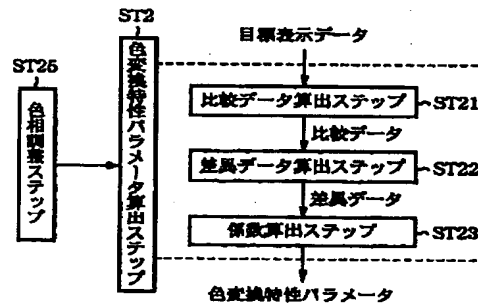 ST2
目標表示データ
ST25
色相調整ステップ
色変換特性パラメータ算出ステップ
比較データ算出ステップ
ST21
比較データ
差異データ算出ステップ
ST22
差異データ
係数算出ステップ
ST23
色変換特性パラメータ